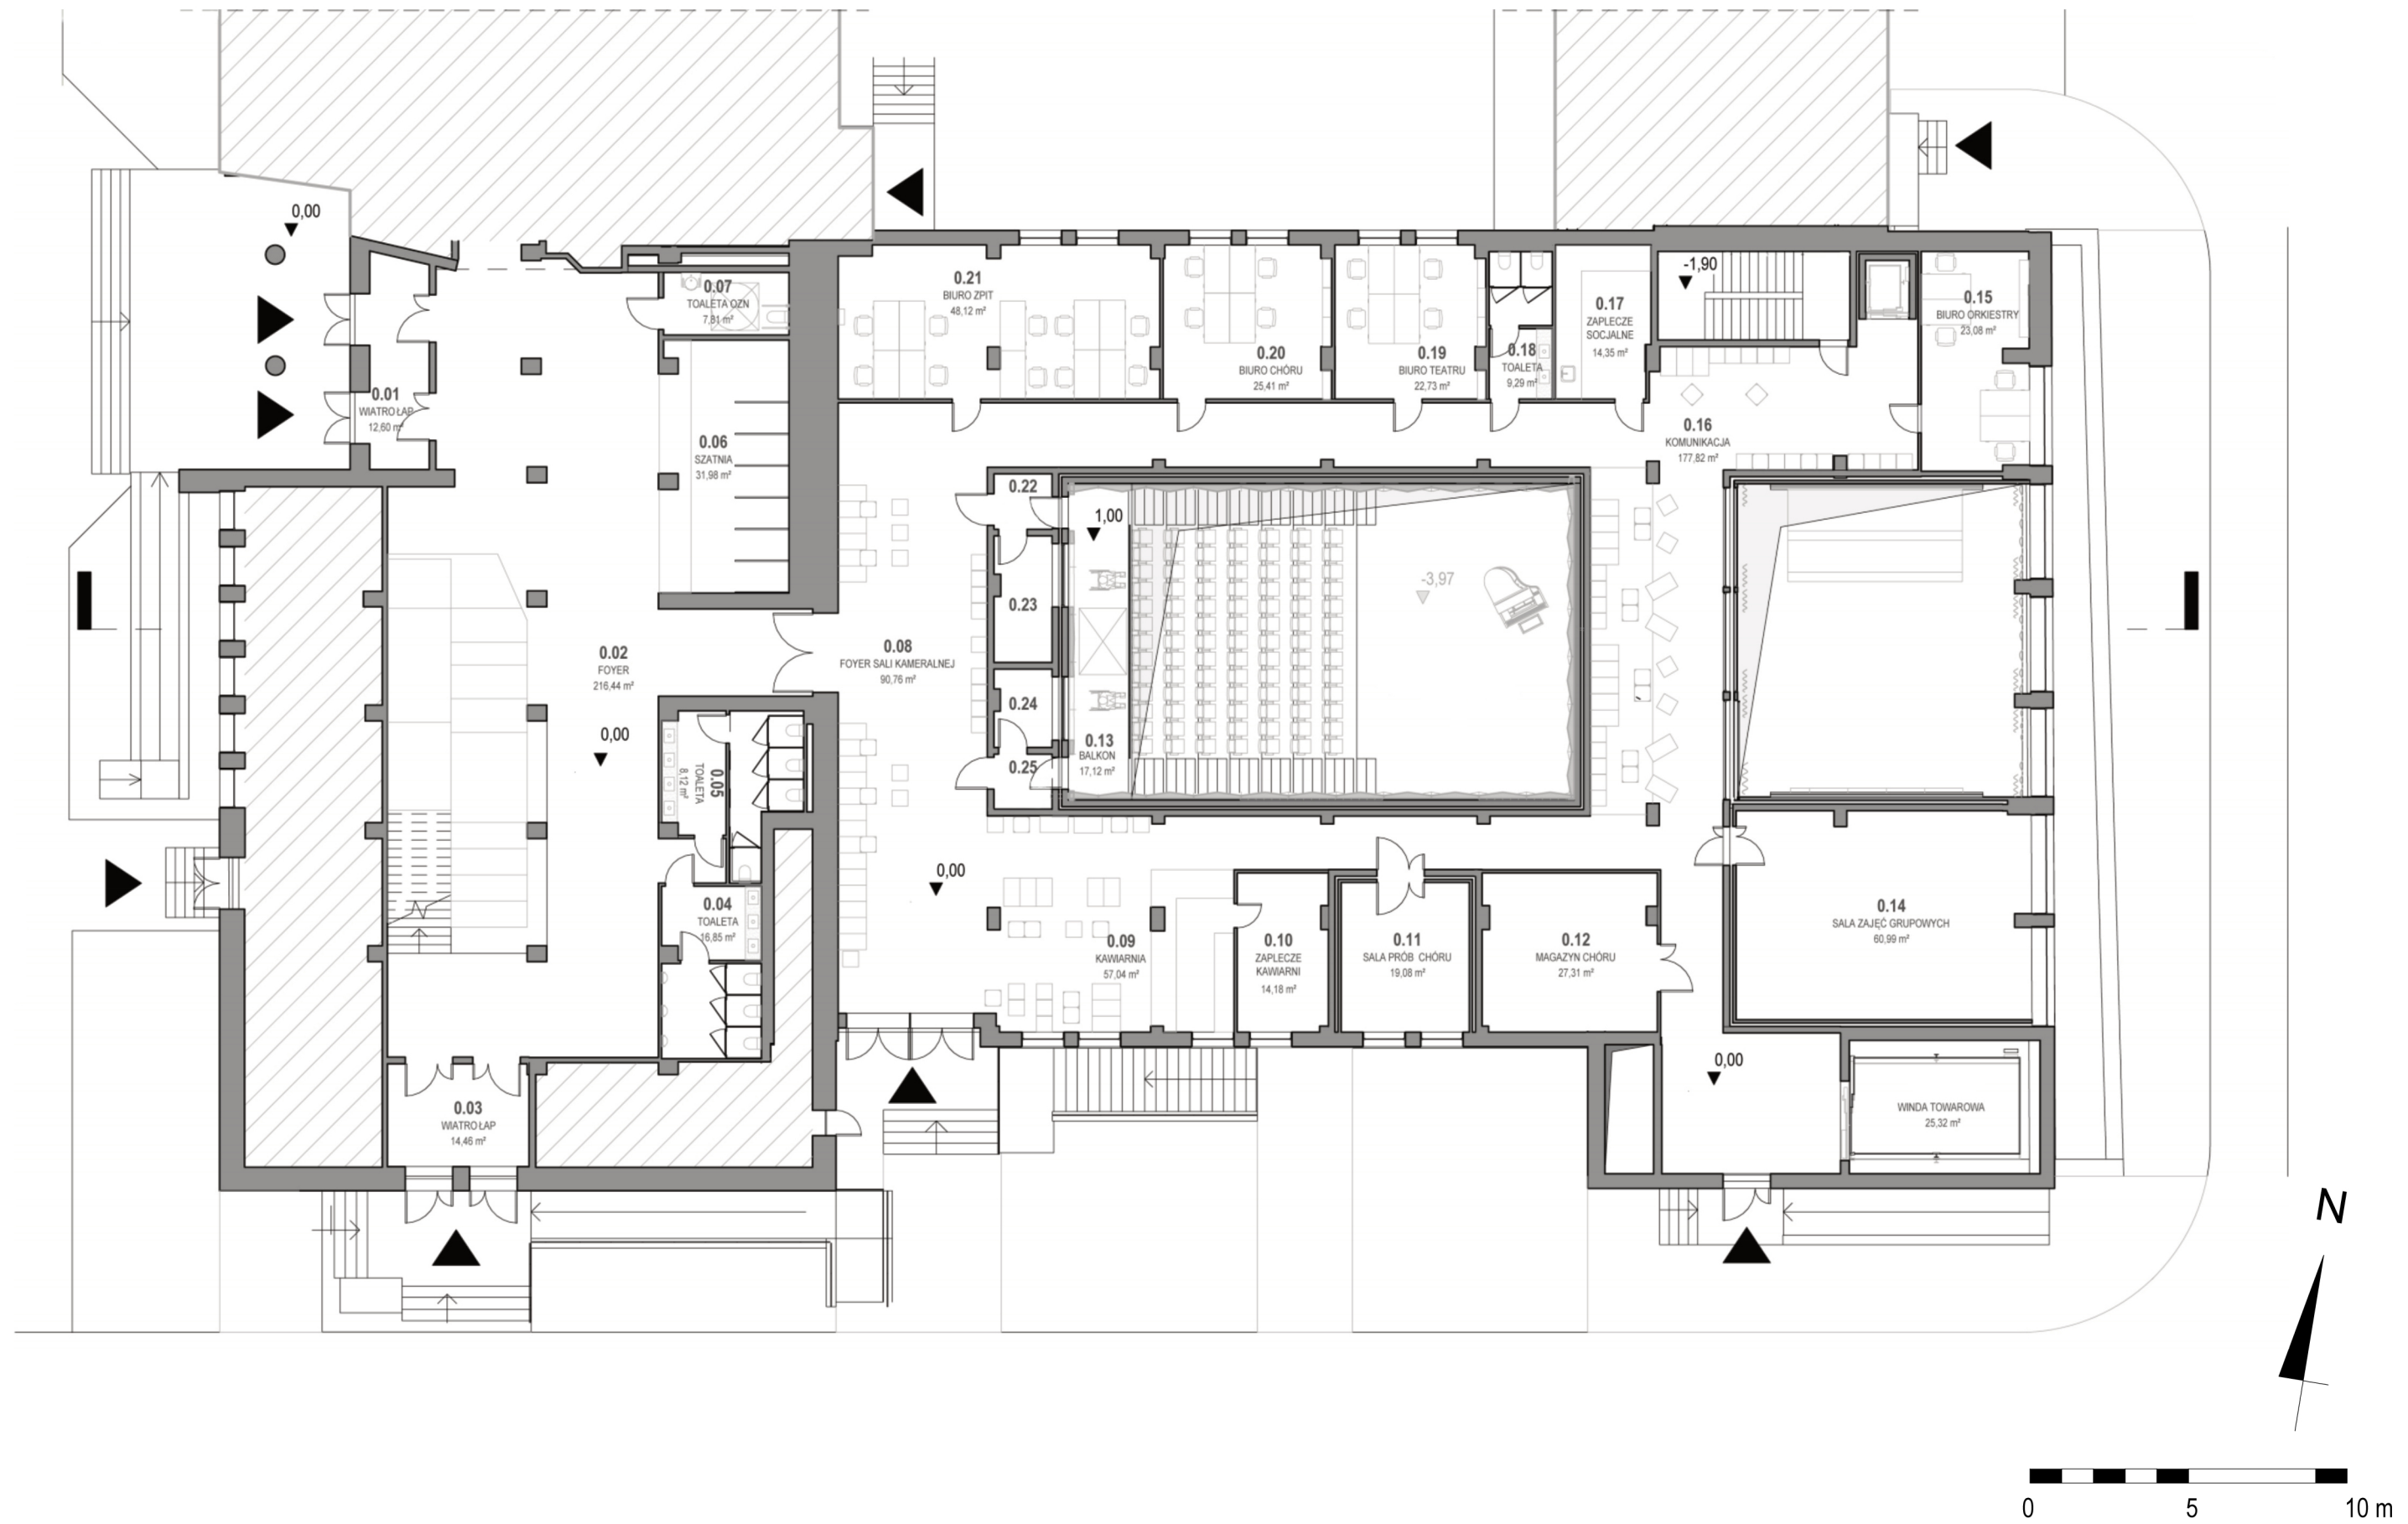 0,00
0.01
WIATROŁAP
12,60 m²
0.07
TOALETA OZN
7,81 m²
0.06
SZATNIA
31,98 m²
0.21
BIURO ZPIT
48,12 m²
0.20
BIURO CHÓRU
25,41 m²
0.19
BIURO TEATRU
22,73 m²
0.18
TOALETA
9,29 m²
0.17
ZAPLECZE
SOCJALNE
14,35 m²
-1,90
0.15
BIURO ORKIESTRY
23,08 m²
0.16
KOMUNIKACJA
177,82 m²
0.22
1,00
0.23
-3,97
0.02
FOYER
216,44 m²
0,00
0.08
FOYER SALI KAMERALNEJ
90,76 m²
0.24
0.13
BALKON
17,12 m²
0.25
0.05
TOALETA
8,12 m²
0.04
TOALETA
16,85 m²
0,00
0.09
KAWIARNIA
57,04 m²
0.10
ZAPLECZE
KAWIARNI
14,18 m²
0.11
SALA PRÓB CHÓRU
19,08 m²
0.12
MAGAZYN CHÓRU
27,31 m²
0.14
SALA ZAJĘĆ GRUPOWYCH
60,99 m²
0,00
0.03
WIATROŁAP
14,46 m²
WINDA TOWAROWA
25,32 m²
N
0 5 10 m